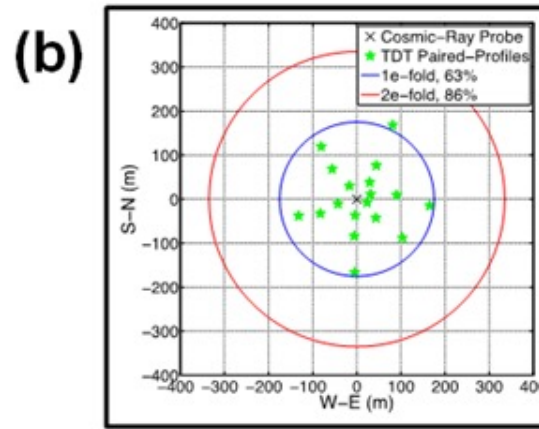 (b)
400
300
200
100
0
−100
−200
−300
−400
S−N (m)
Cosmic−Ray Probe
TDT Paired−Profiles
1e−fold, 63%
2e−fold, 86%
−400 −300 −200 −100 0 100 200 300 400
W−E (m)